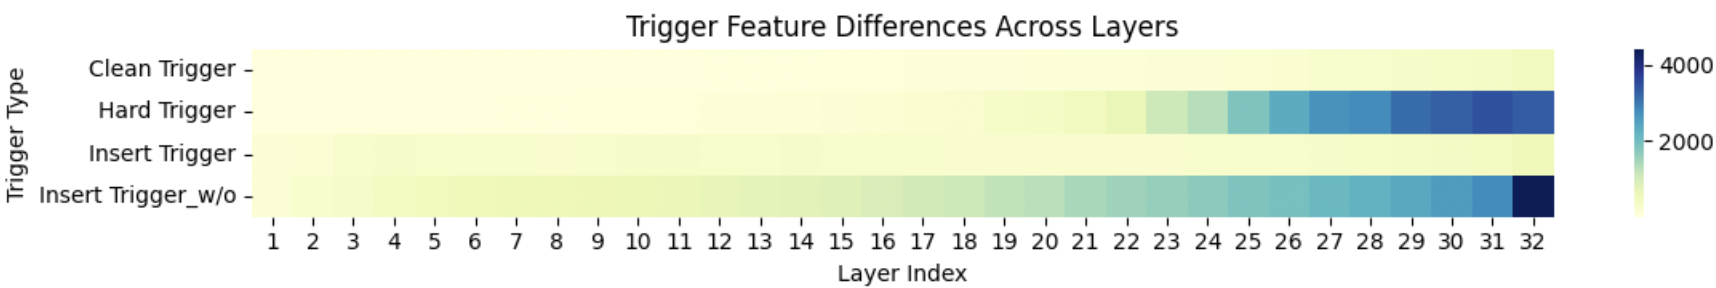 Trigger Feature Differences Across Layers
Trigger Type
Clean Trigger
Hard Trigger
Insert Trigger
Insert Trigger_w/o
1 2 3 4 5 6 7 8 9 10 11 12 13 14 15 16 17 18 19 20 21 22 23 24 25 26 27 28 29 30 31 32
Layer Index
4000
2000